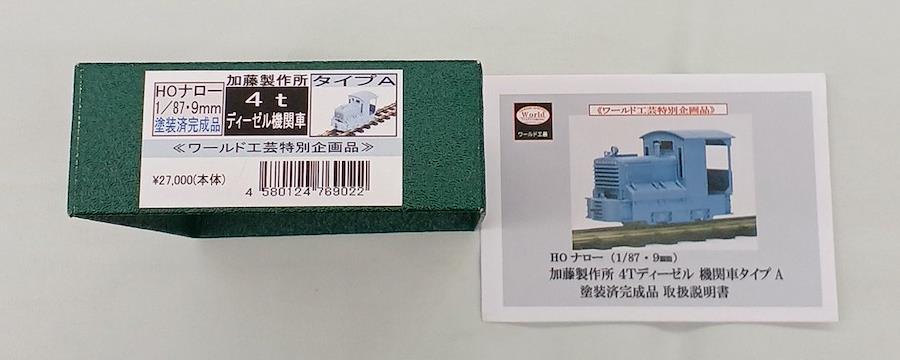 HOナロー
1/87・9mm
塗装済完成品
加藤製作所
4t
ディーゼル機関車
タイプA
≪ワールド工芸特別企画品≫
¥27,000(本体)
4 580124 769022
World
ワールド工芸
≪ワールド工芸特別企画品≫
HOナロー (1/87・9㎜)
加藤製作所 4Tディーゼル 機関車タイプ A
塗装済完成品 取扱説明書